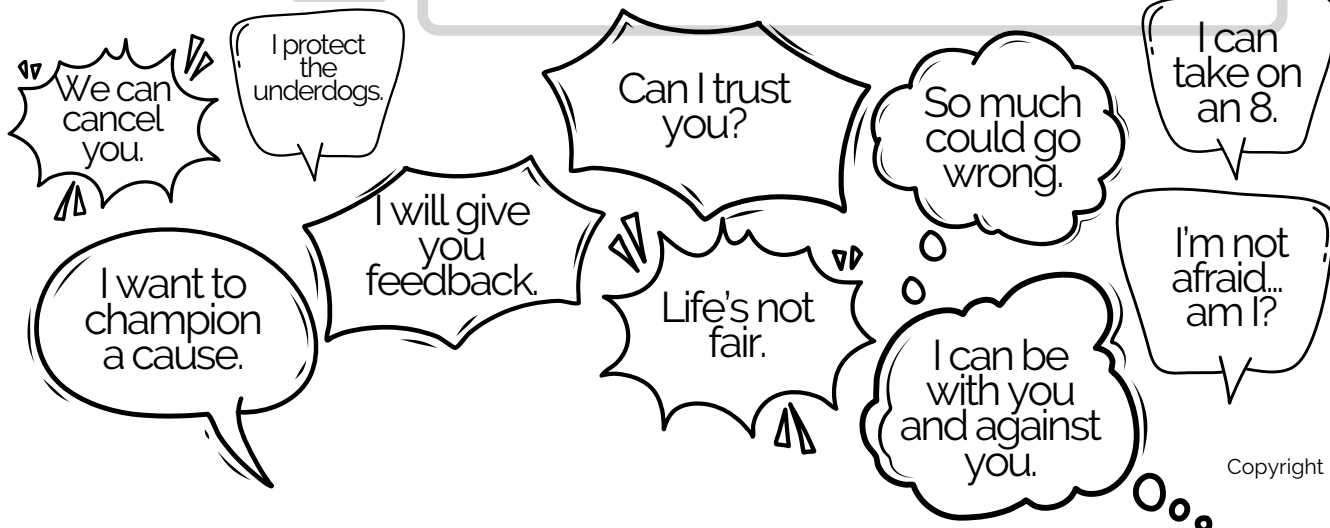 We can
cancel
you.
I protect
the
underdogs.
Can I trust
you?
So much
could go
wrong.
I can
take on
an 8.
I want to
champion
a cause.
I will give
you
feedback.
Life's not
fair.
I can be
with you
and against
you.
I'm not
afraid...
am I?
Copyright